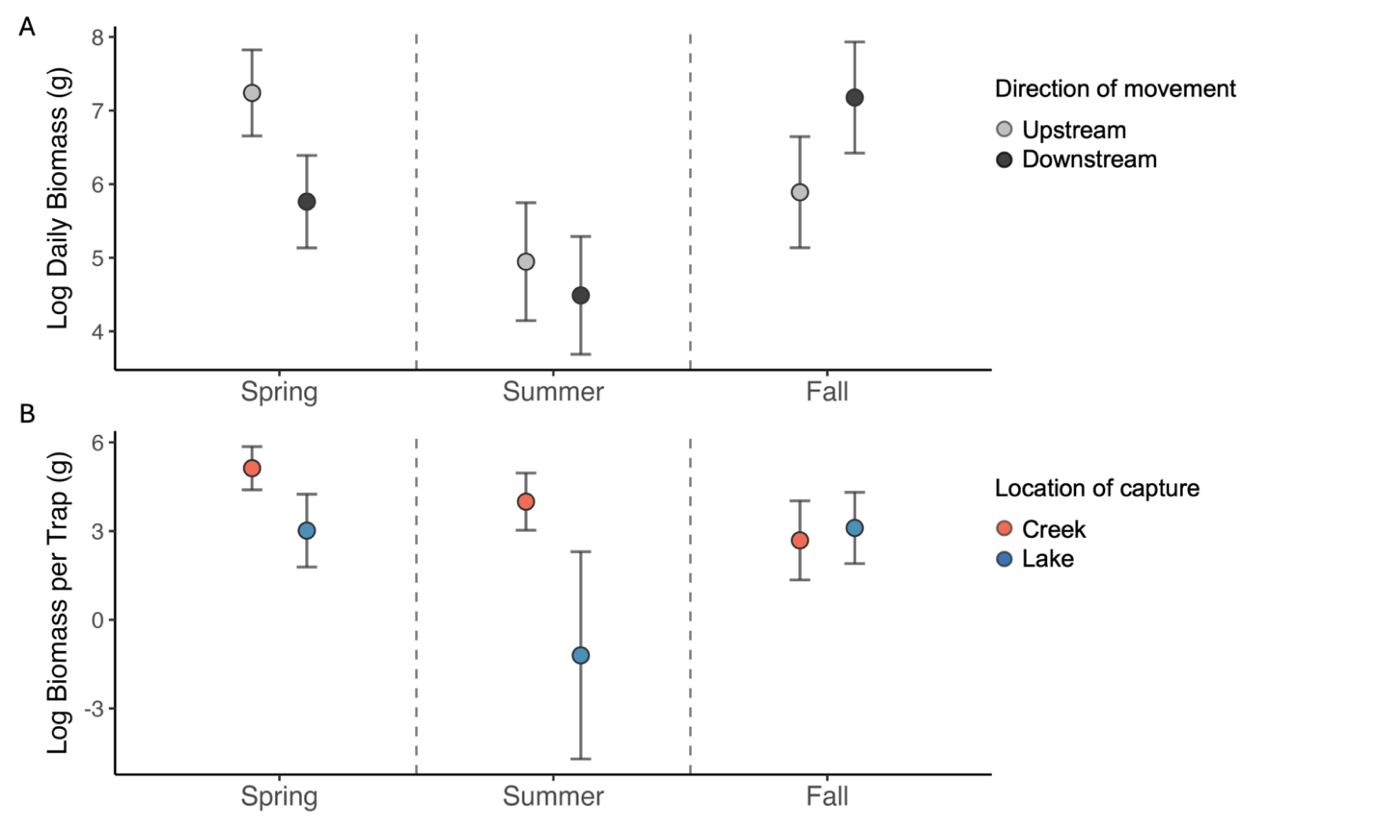 A
Log Daily Biomass (g)
8
7
6
5
4
Spring Summer Fall
Direction of movement
Upstream
Downstream
B
Log Biomass per Trap (g)
6
3
0
-3
Spring Summer Fall
Location of capture
Creek
Lake